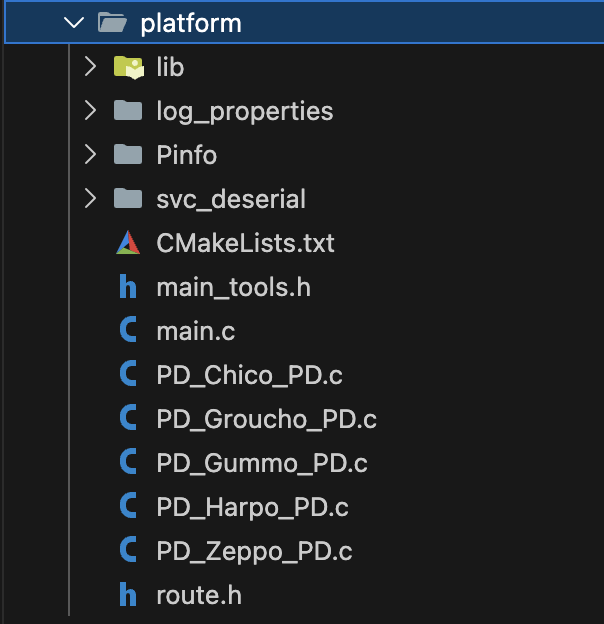 platform
lib
log_properties
Pinfo
svc_deserial
CMakeLists.txt
h main_tools.h
C main.c
C PD_Chico_PD.c
C PD_Groucho_PD.c
C PD_Gummo_PD.c
C PD_Harpo_PD.c
C PD_Zeppo_PD.c
h route.h